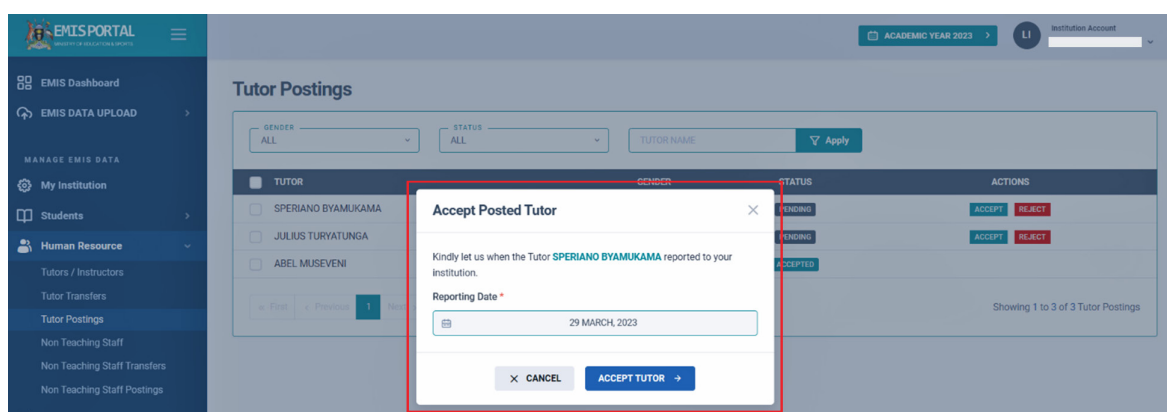 EMIS PORTAL
MINISTRY OF EDUCATION & SPORTS
ACADEMIC YEAR 2023 >
LI
Institution Account
EMIS Dashboard
EMIS DATA UPLOAD
MANAGE EMIS DATA
My Institution
Students
Human Resource
Tutors / Instructors
Tutor Transfers
Tutor Postings
Non Teaching Staff
Non Teaching Staff Transfers
Non Teaching Staff Postings
Tutor Postings
GENDER
ALL
STATUS
ALL
TUTOR NAME
Apply
TUTOR GENDER STATUS ACTIONS
SPERIANO BYAMUKAMA PENDING ACCEPT REJECT
JULIUS TURYATUNGA PENDING ACCEPT REJECT
ABEL MUSEVENI ACCEPTED
« First < Previous 1 Next
Showing 1 to 3 of 3 Tutor Postings
Accept Posted Tutor
Kindly let us when the Tutor SPERIANO BYAMUKAMA reported to your
institution.
Reporting Date *
29 MARCH, 2023
CANCEL
ACCEPT TUTOR